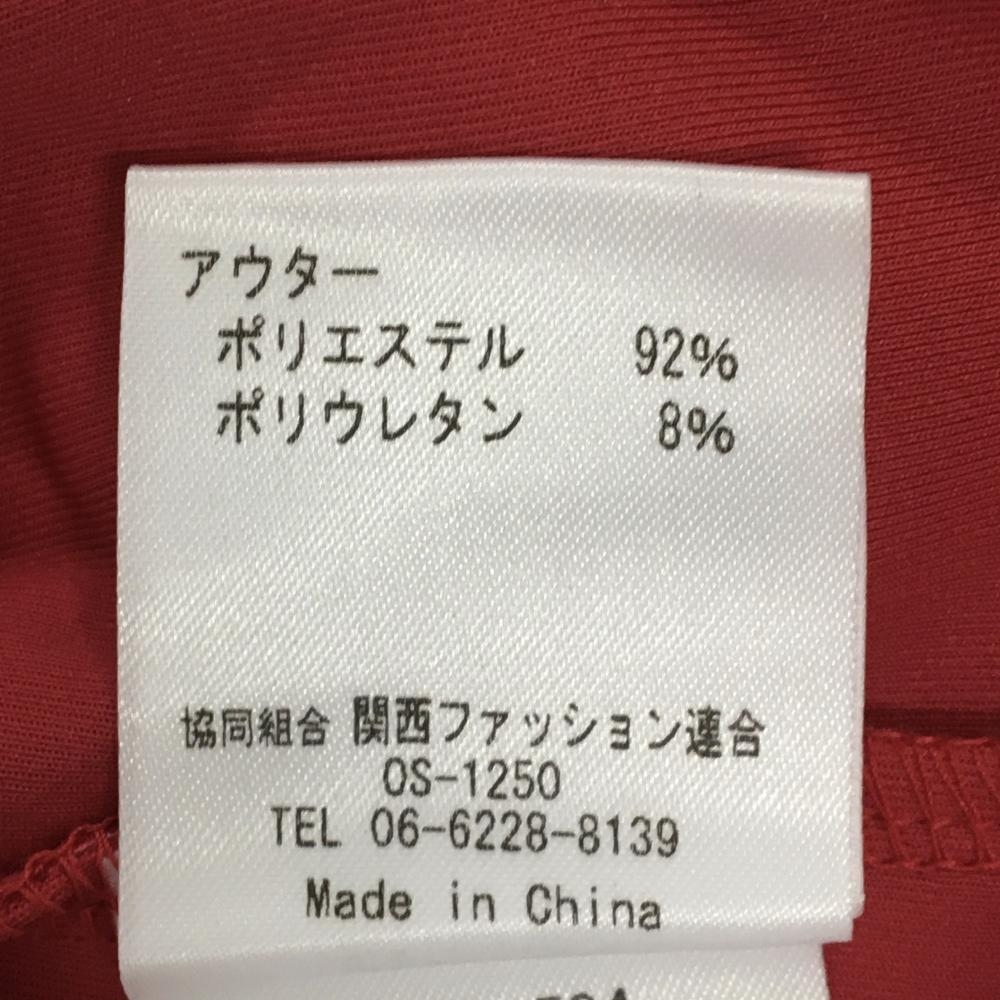 アウター
ポリエステル 92%
ポリウレタン 8%
協同組合 関西ファッション連合
OS-1250
TEL 06-6228-8139
Made in China